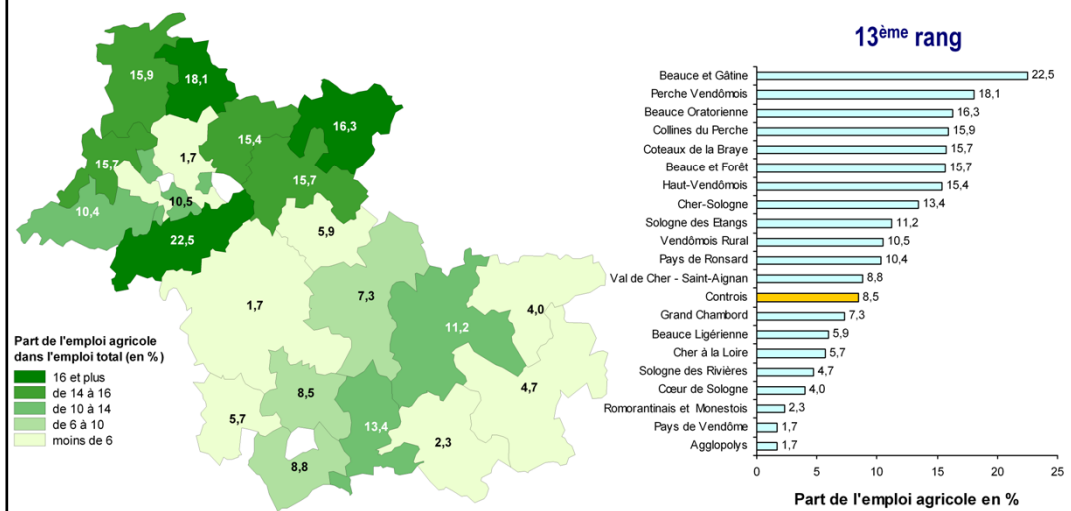 15,9
18,1
16,3
15,4
1,7
15,7
15,7
10,5
10,4
22,5
5,9
7,3
1,7
4,0
11,2
4,7
8,5
5,7
13,4
2,3
8,8
Part de l'emploi agricole
dans l'emploi total (en %)
16 et plus
de 14 à 16
de 10 à 14
de 6 à 10
moins de 6
13ème rang
Beauce et Gâtine 22,5
Perche Vendômois 18,1
Beauce Oratorienne 16,3
Collines du Perche 15,9
Coteaux de la Braye 15,7
Beauce et Forêt 15,7
Haut-Vendômois 15,4
Cher-Sologne 13,4
Sologne des Etangs 11,2
Vendômois Rural 10,5
Pays de Ronsard 10,4
Val de Cher - Saint-Aignan 8,8
Controis 8,5
Grand Chambord 7,3
Beauce Ligérienne 5,9
Cher à la Loire 5,7
Sologne des Rivières 4,7
Cœur de Sologne 4,0
Romorantinais et Monestois 2,3
Pays de Vendôme 1,7
Agglopolys 1,7
0 5 10 15 20 25
Part de l'emploi agricole en %